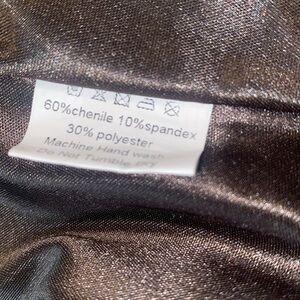 60%chenile 10%spandex
30% polyester
Machine Hand wash
Do Not Tumble Dry